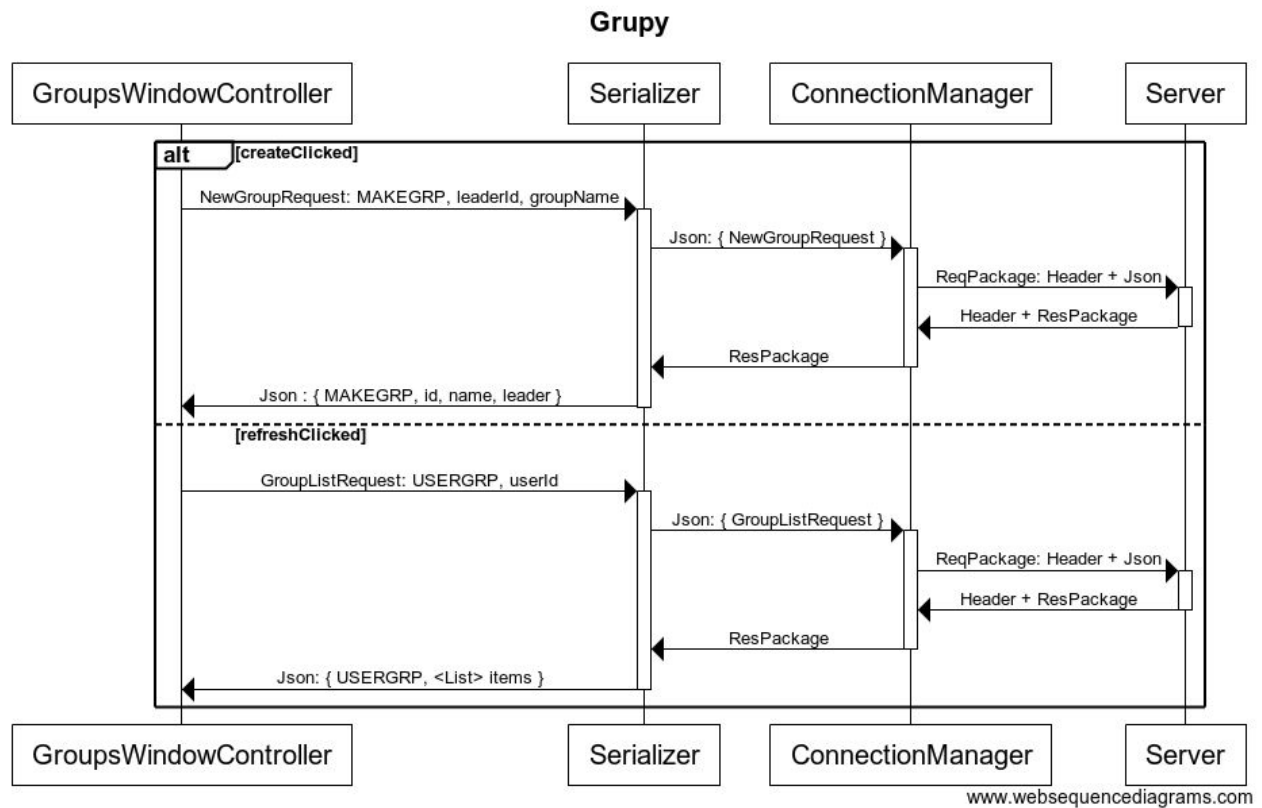 Grupy
GroupsWindowController
Serializer
ConnectionManager
Server
alt
[createClicked]
NewGroupRequest: MAKEGRP, leaderId, groupName
Json: { NewGroupRequest }
ReqPackage: Header + Json
Header + ResPackage
ResPackage
Json : { MAKEGRP, id, name, leader }
[refreshClicked]
GroupListRequest: USERGRP, userId
Json: { GroupListRequest }
ReqPackage: Header + Json
Header + ResPackage
ResPackage
Json: { USERGRP, <List> items }
GroupsWindowController
Serializer
ConnectionManager
Server
www.websequencediagrams.com